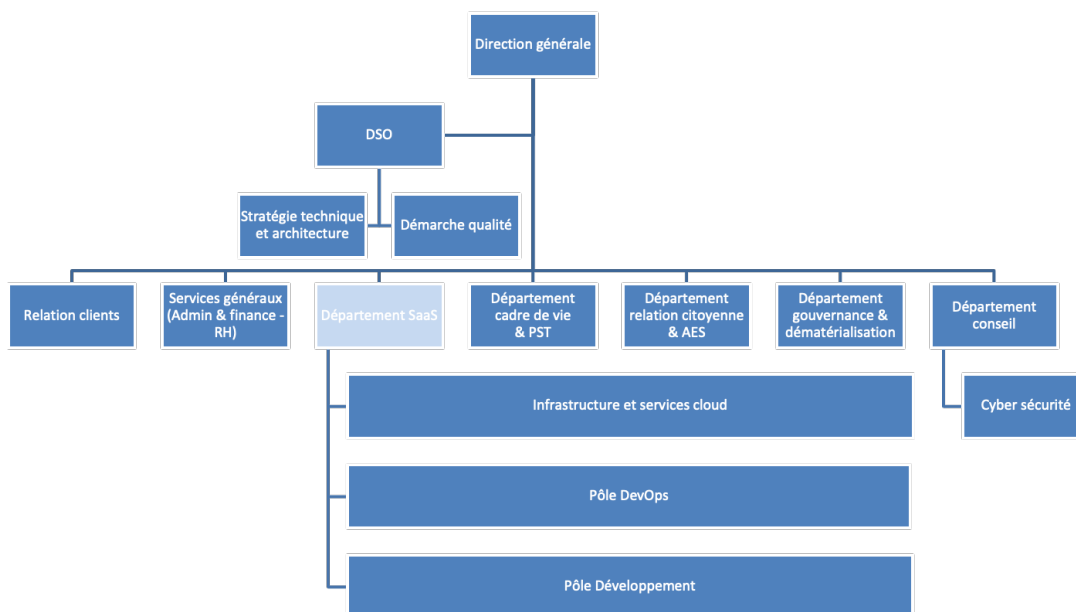 Direction générale
DSO
Stratégie technique
et architecture
Démarche qualité
Relation clients
Services généraux
(Admin & finance -
RH)
Département SaaS
Département
cadre de vie
& PST
Département
relation citoyenne
& AES
Département
gouvernance &
dématérialisation
Département
conseil
Infrastructure et services cloud
Cyber sécurité
Pôle DevOps
Pôle Développement